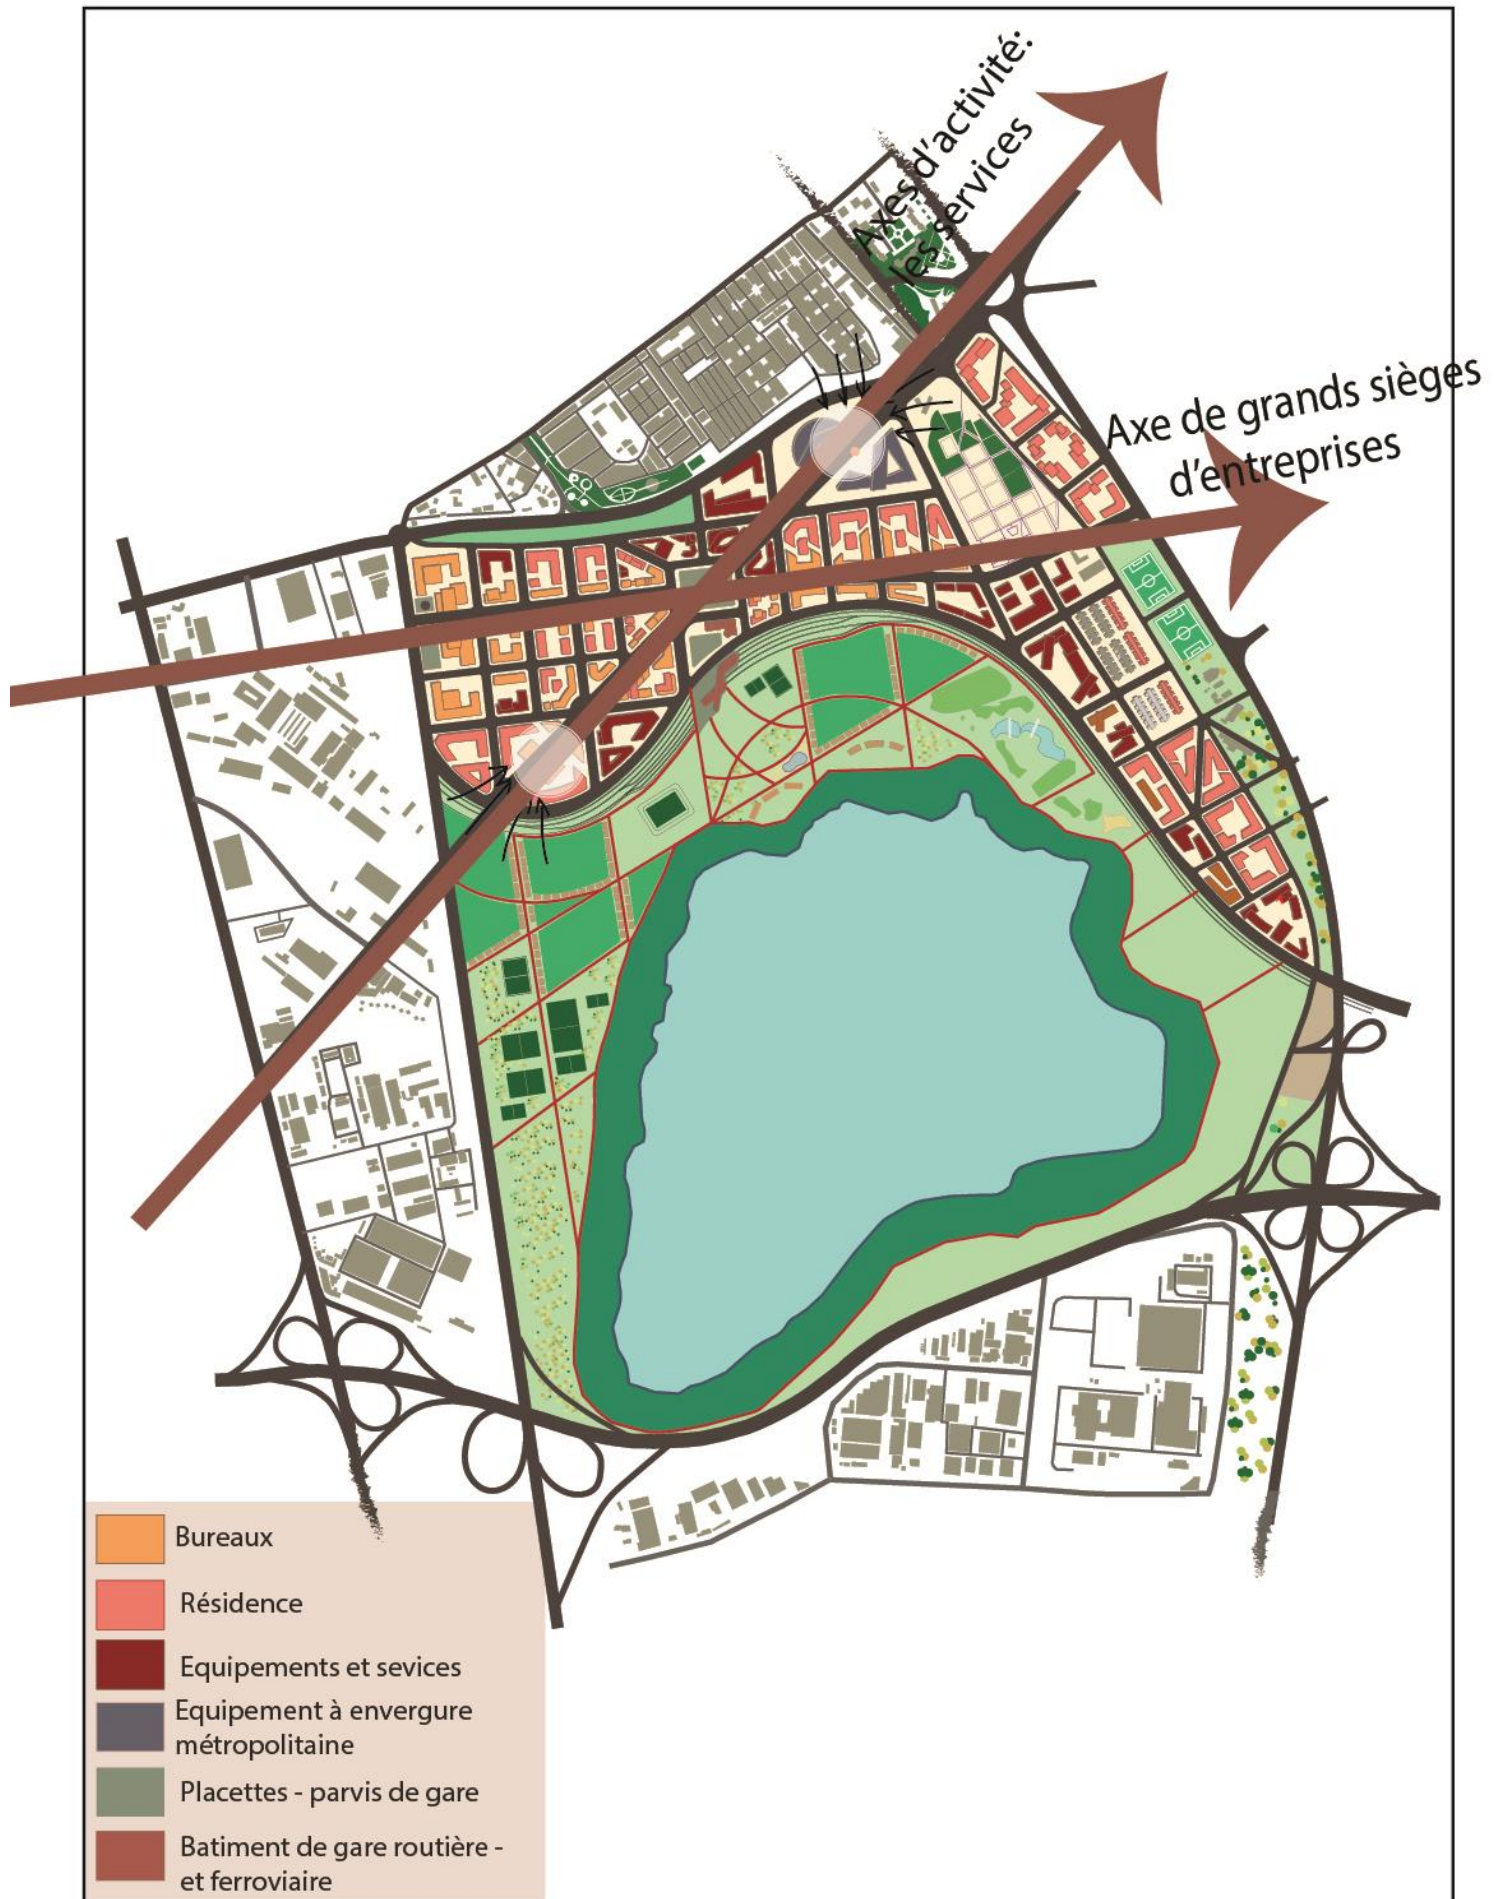 Axes d'activité:
les services
Axe de grands sièges
d'entreprises
Bureaux
Résidence
Equipements et sevices
Equipement à envergure
métropolitaine
Placettes - parvis de gare
Batiment de gare routière -
et ferroviaire